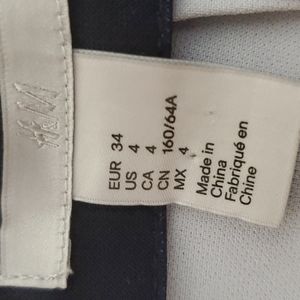 H&M
EUR 34
US 4
CA 4
CN 160/64A
MX 4
Made in
China
Fabriqué en
Chine